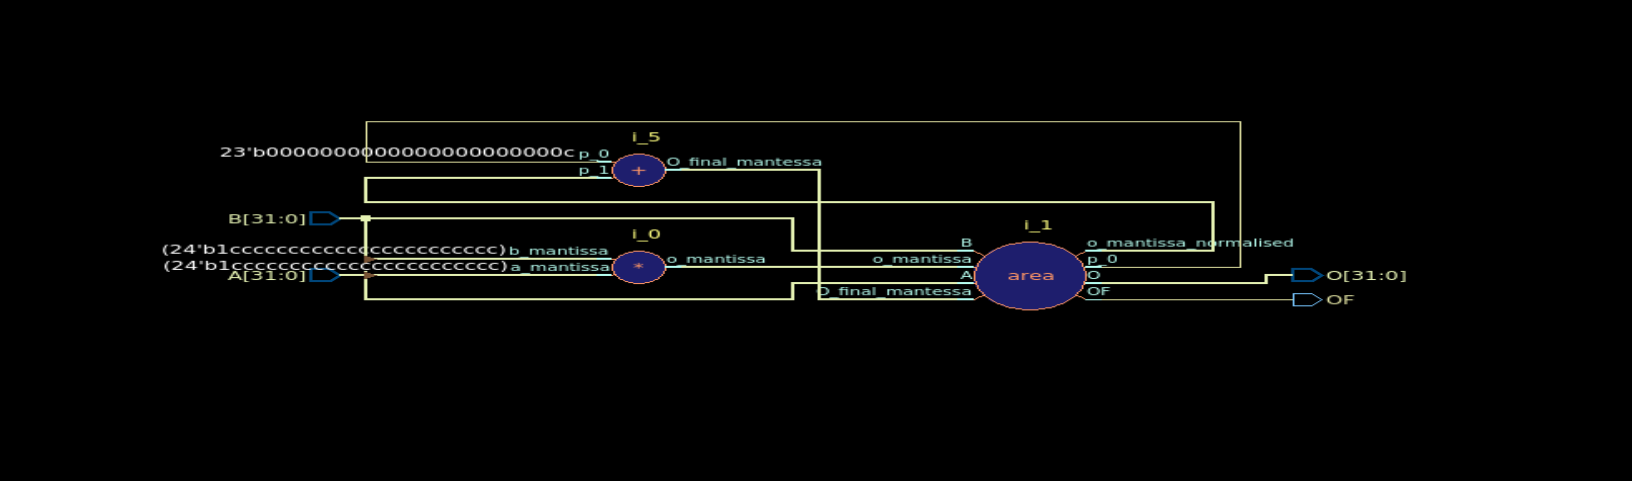 i_5
23'b0000000000000000000000c p_0
O_final_mantessa
p_1
+
B[31:0]
i_1
i_0
B
o_mantissa_normalised
(24'b1ccccccccccccccccccccccc) b_mantissa
o_mantissa
o_mantissa
p_0
(24'b1ccccccccccccccccccccccc) a_mantissa
*
A[31:0]
A
area
O
O[31:0]
O_final_mantessa
OF
OF